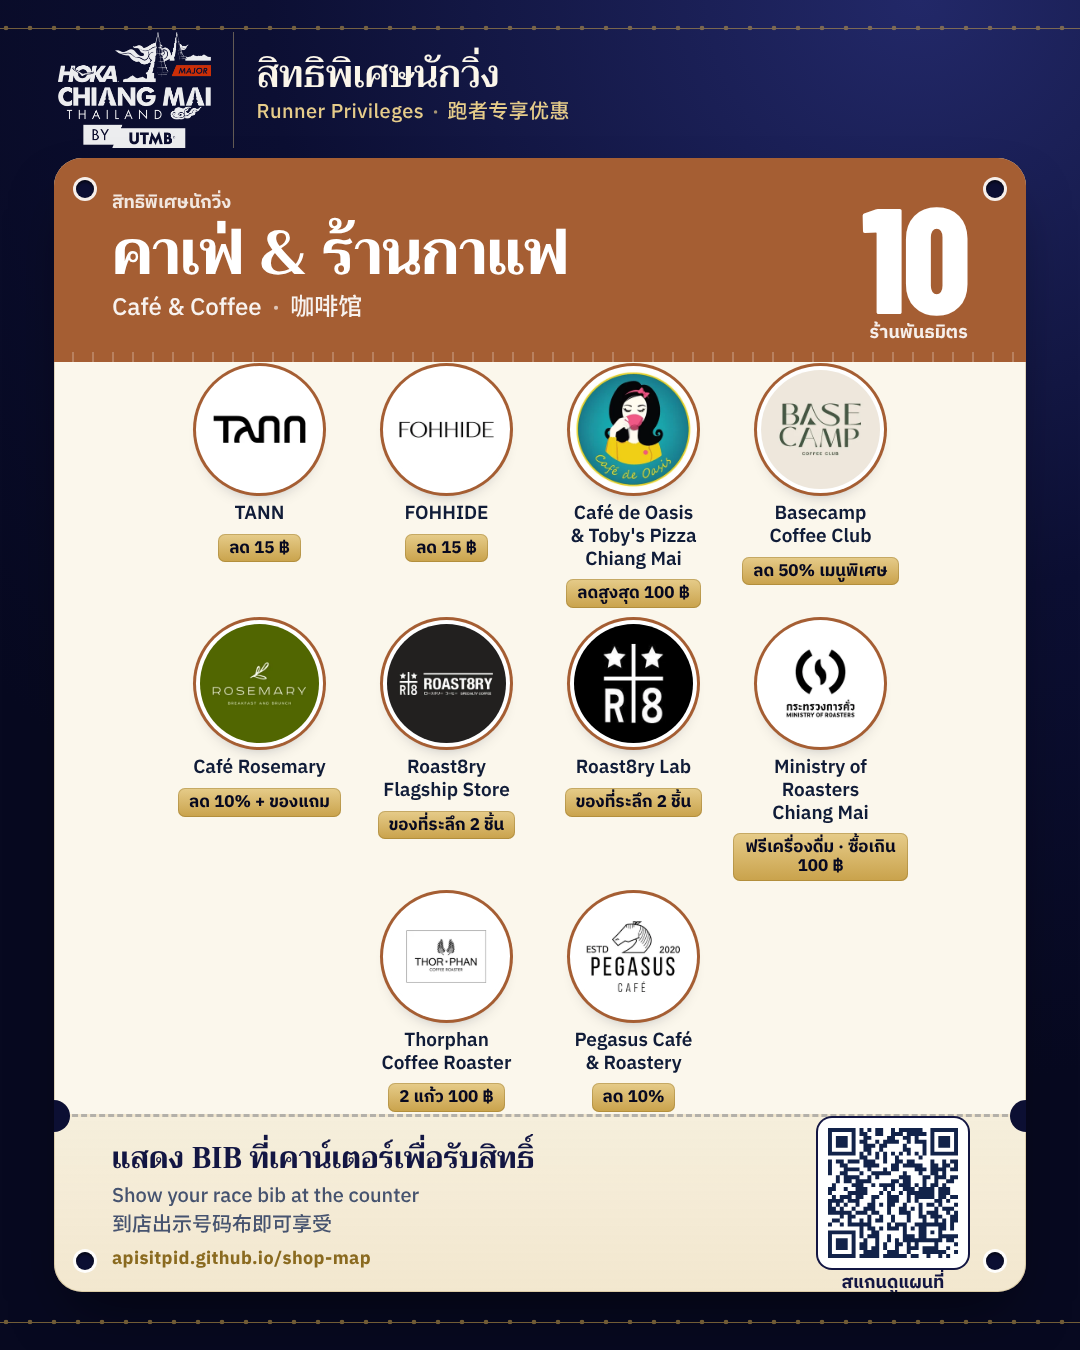 HOKA
MAJOR
CHIANG MAI
THAILAND
BY UTMB
สิทธิพิเศษนักวิ่ง
Runner Privileges · 跑者专享优惠
สิทธิพิเศษนักวิ่ง
คาเฟ่ & ร้านกาแฟ
Café & Coffee · 咖啡馆
10
ร้านพันธมิตร
TANN
FOHHIDE
Café de Oasis
BASE
CAMP
COFFEE CLUB
TANN
ลด 15 ฿
FOHHIDE
ลด 15 ฿
Café de Oasis
& Toby's Pizza
Chiang Mai
ลดสูงสุด 100 ฿
Basecamp
Coffee Club
ลด 50% เมนูพิเศษ
ROSEMARY
BREAKFAST AND BRUNCH
R8 ROAST8RY
R8
กระทรวงการคั่ว
MINISTRY OF ROASTERS
Café Rosemary
ลด 10% + ของแถม
Roast8ry
Flagship Store
ของที่ระลึก 2 ชิ้น
Roast8ry Lab
ของที่ระลึก 2 ชิ้น
Ministry of
Roasters
Chiang Mai
ฟรีเครื่องดื่ม · ซื้อเกิน
100 ฿
THOR·PHAN
COFFEE ROASTER
ESTD 2020
PEGASUS
CAFÉ
Thorphan
Coffee Roaster
2 แก้ว 100 ฿
Pegasus Café
& Roastery
ลด 10%
แสดง BIB ที่เคาน์เตอร์เพื่อรับสิทธิ์
Show your race bib at the counter
到店出示号码布即可享受
apisitpid.github.io/shop-map
สแกนดูแผนที่